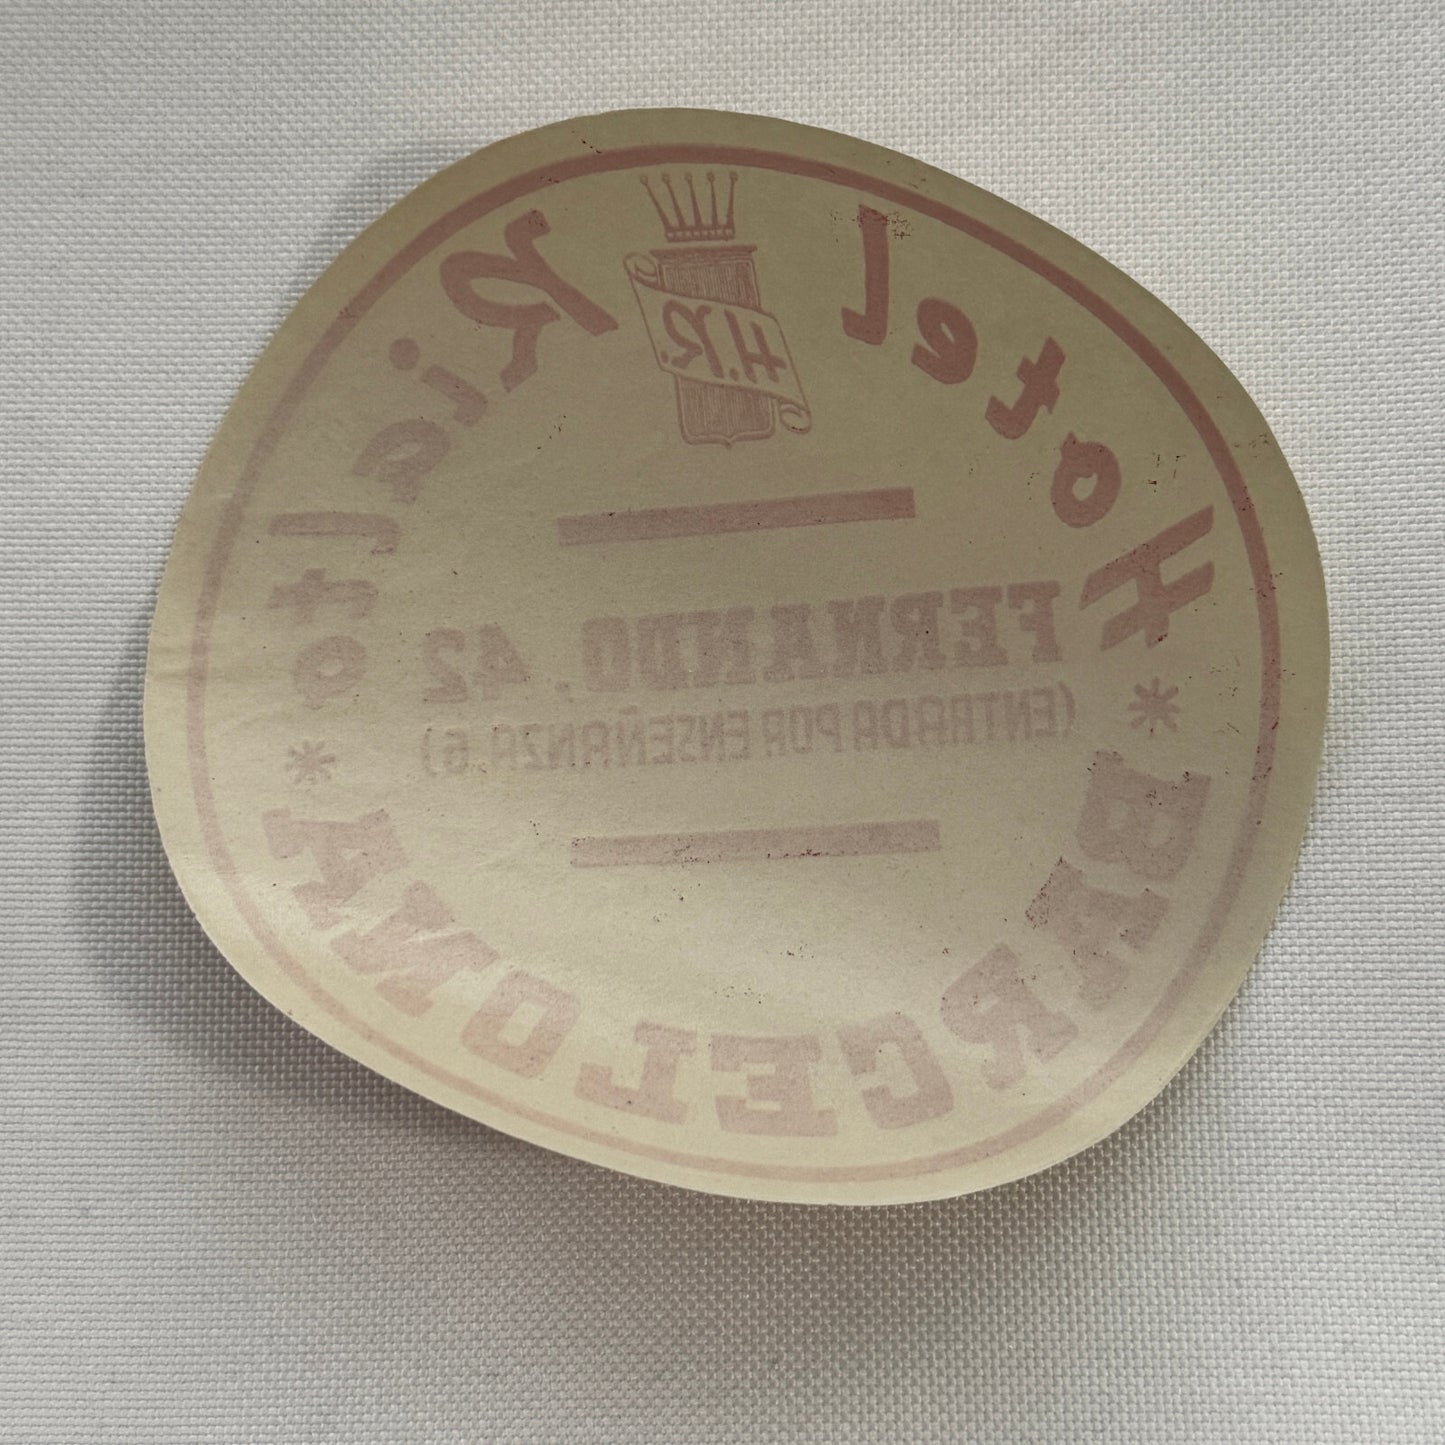 Hotel Rialto
H.R.
FERNANDO, 42
(ENTRADA POR ENSEÑANZA, 6)
* BARCELONA *